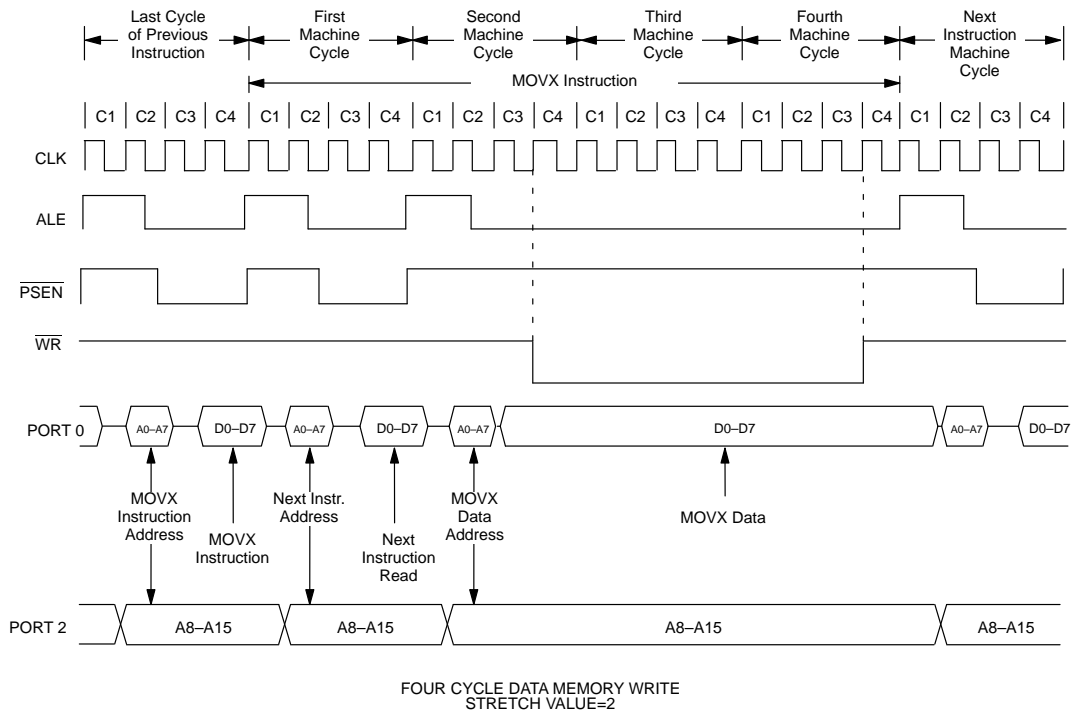 Last Cycle
of Previous
Instruction
First
Machine
Cycle
Second
Machine
Cycle
Third
Machine
Cycle
Fourth
Machine
Cycle
Next
Instruction
Machine
Cycle
MOVX Instruction
C1 C2 C3 C4 C1 C2 C3 C4 C1 C2 C3 C4 C1 C2 C3 C4 C1 C2 C3 C4 C1 C2 C3 C4
CLK
ALE
PSEN
WR
PORT 0
A0–A7 D0–D7 A0–A7 D0–D7 A0–A7 D0–D7 A0–A7 D0–D7
MOVX
Instruction
Address
MOVX
Instruction
Next Instr.
Address
Next
Instruction
Read
MOVX
Data
Address
MOVX Data
PORT 2
A8–A15 A8–A15 A8–A15 A8–A15
FOUR CYCLE DATA MEMORY WRITE
STRETCH VALUE=2